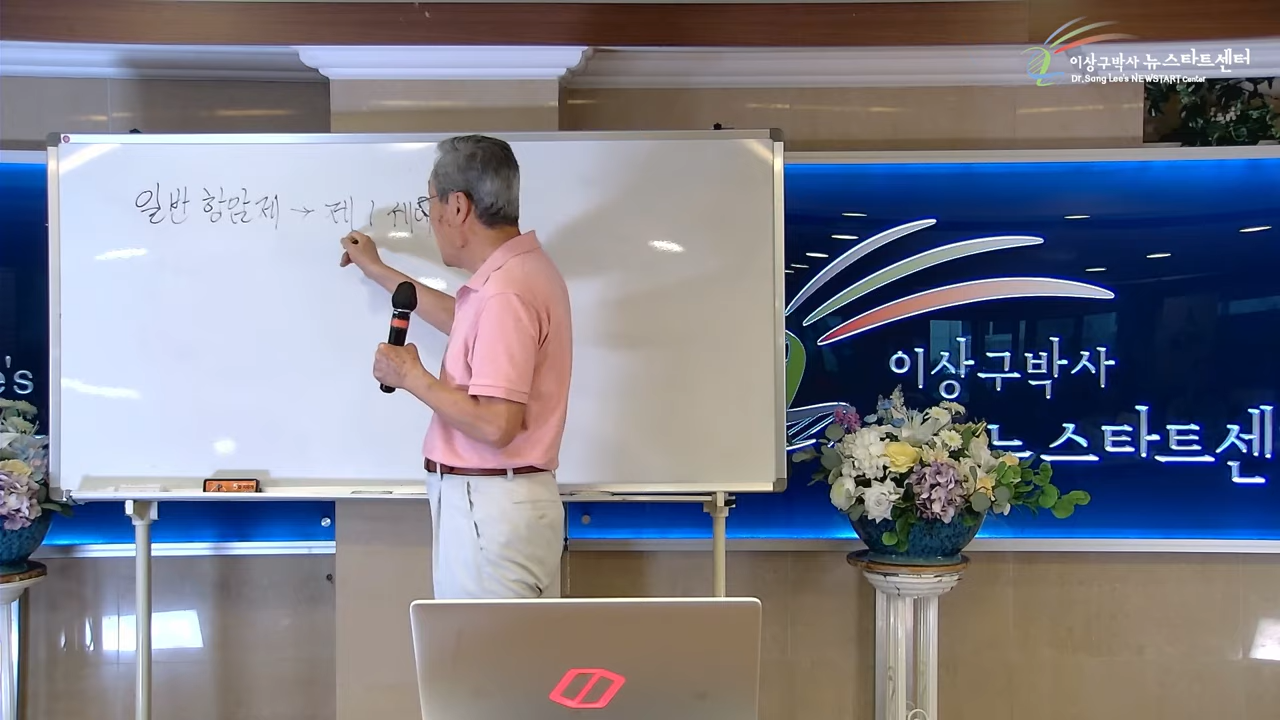 이상구박사 뉴스타트센터
Dr. Sang Lee's NEWSTART Center
일반 항암제 → 제 1 세대
e's
이상구박사
뉴스타트센